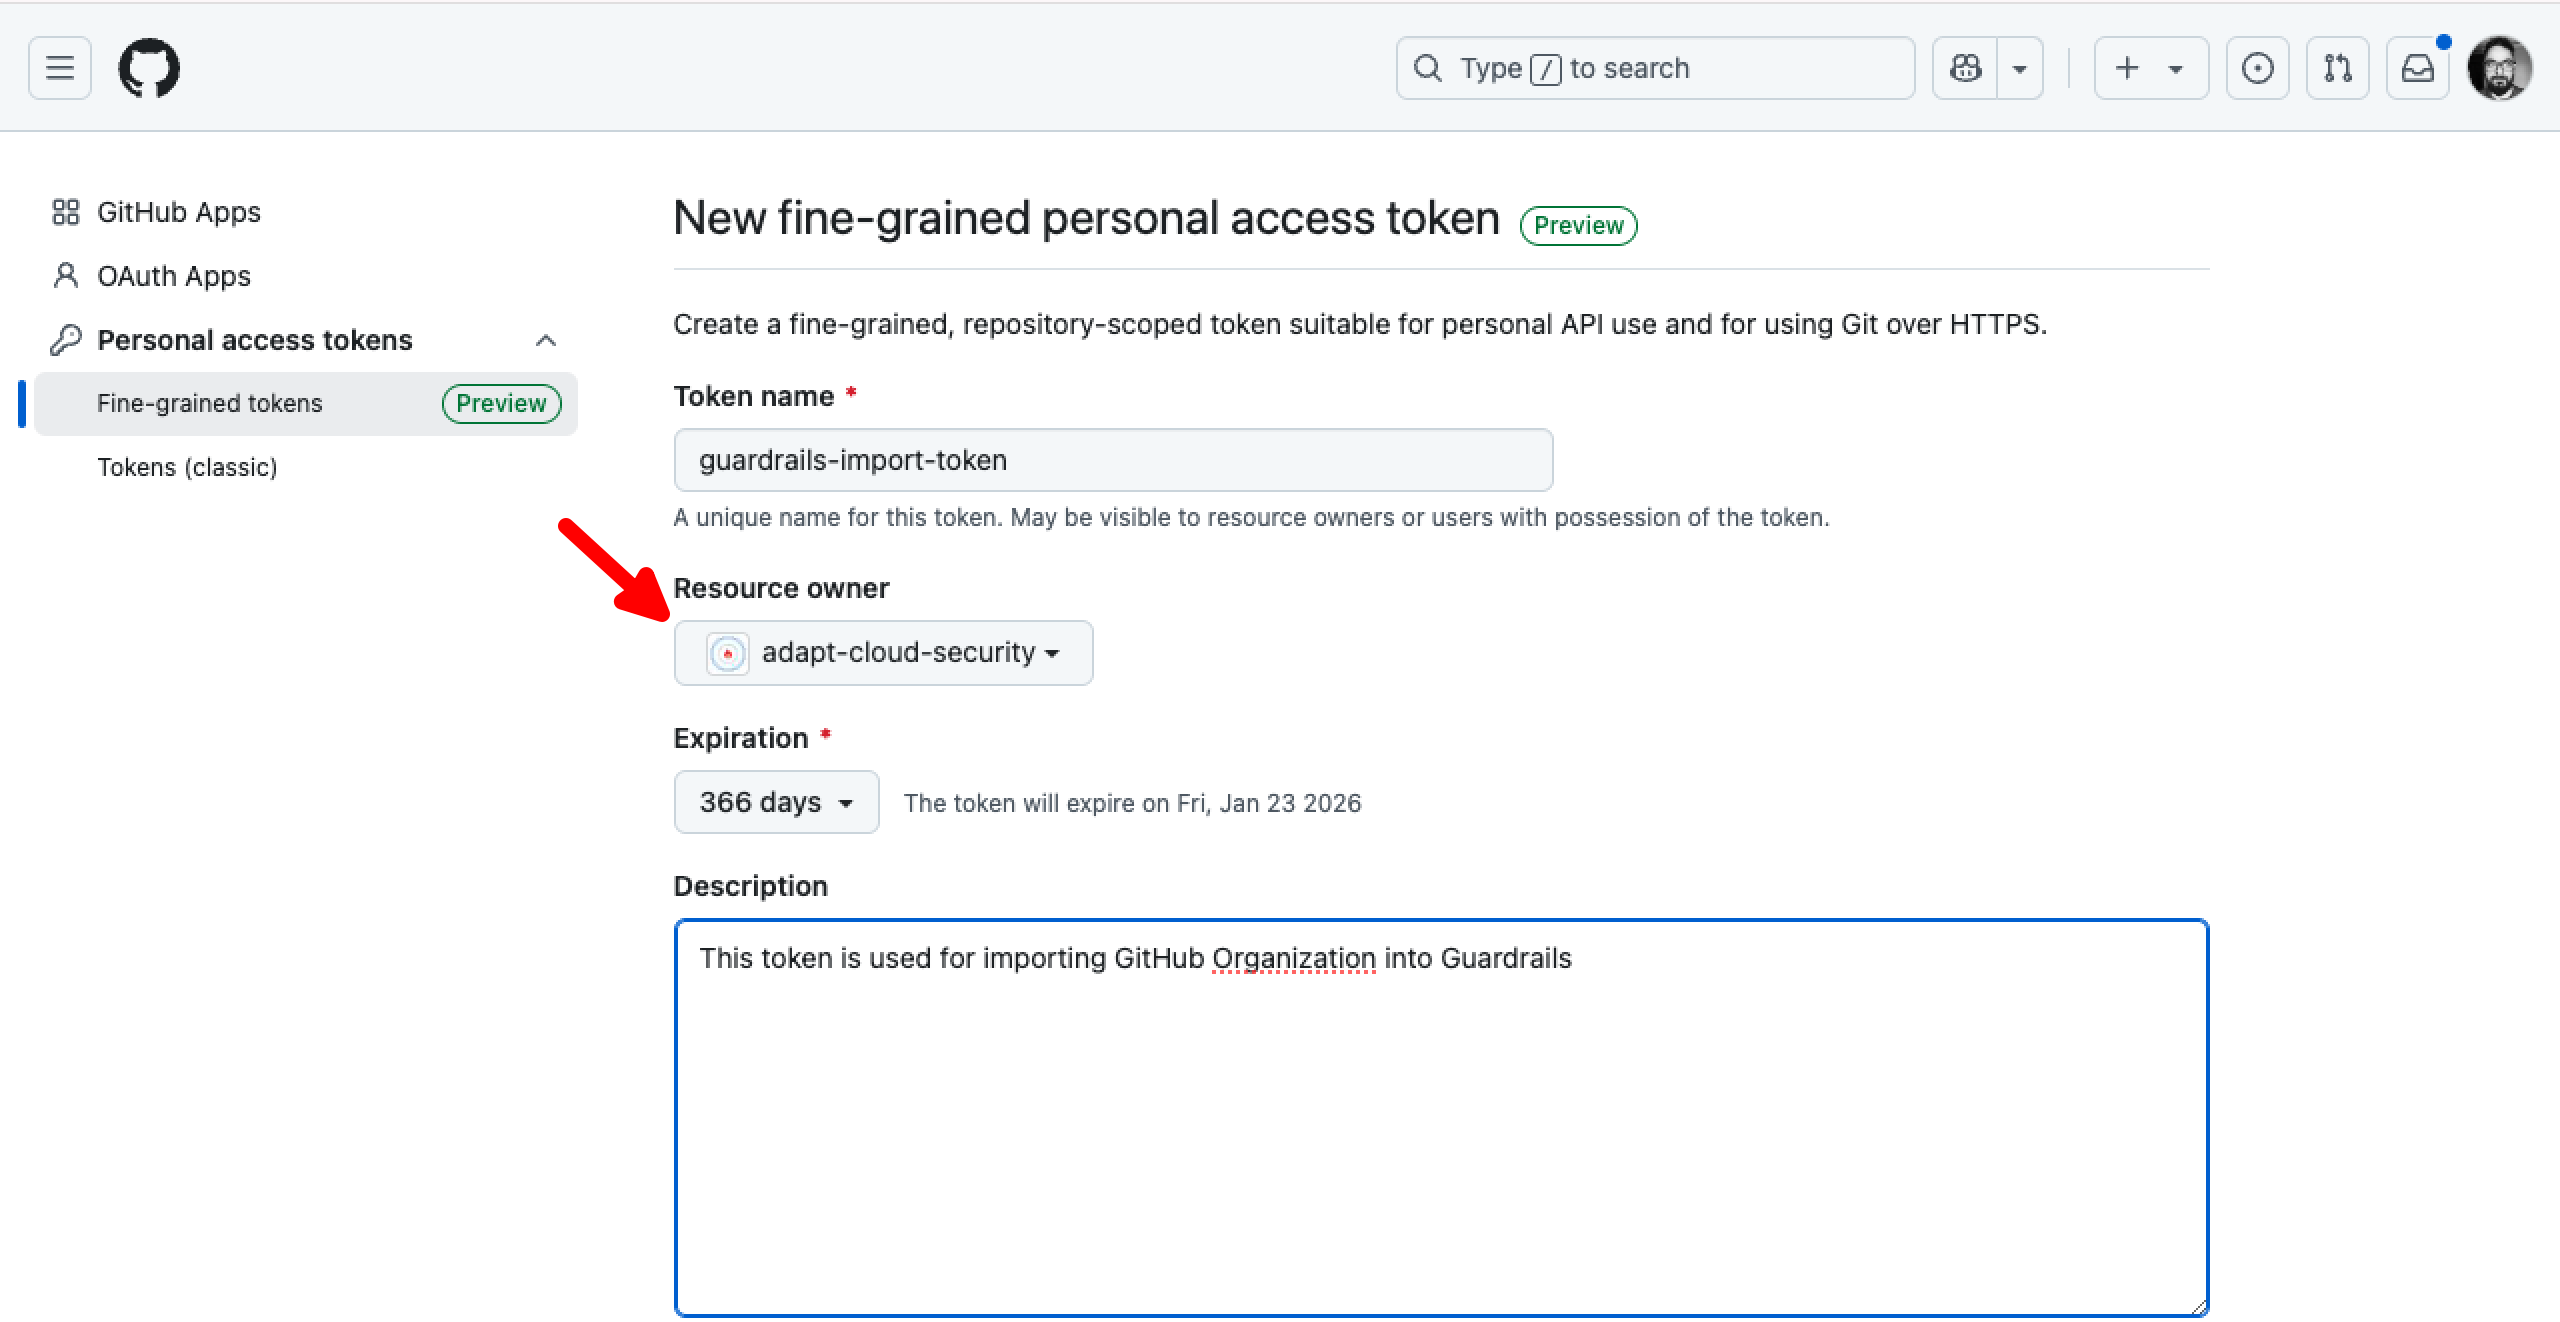 Type / to search
GitHub Apps
OAuth Apps
Personal access tokens
Fine-grained tokens Preview
Tokens (classic)
New fine-grained personal access token Preview
Create a fine-grained, repository-scoped token suitable for personal API use and for using Git over HTTPS.
Token name *
guardrails-import-token
A unique name for this token. May be visible to resource owners or users with possession of the token.
Resource owner
adapt-cloud-security
Expiration *
366 days The token will expire on Fri, Jan 23 2026
Description
This token is used for importing GitHub Organization into Guardrails